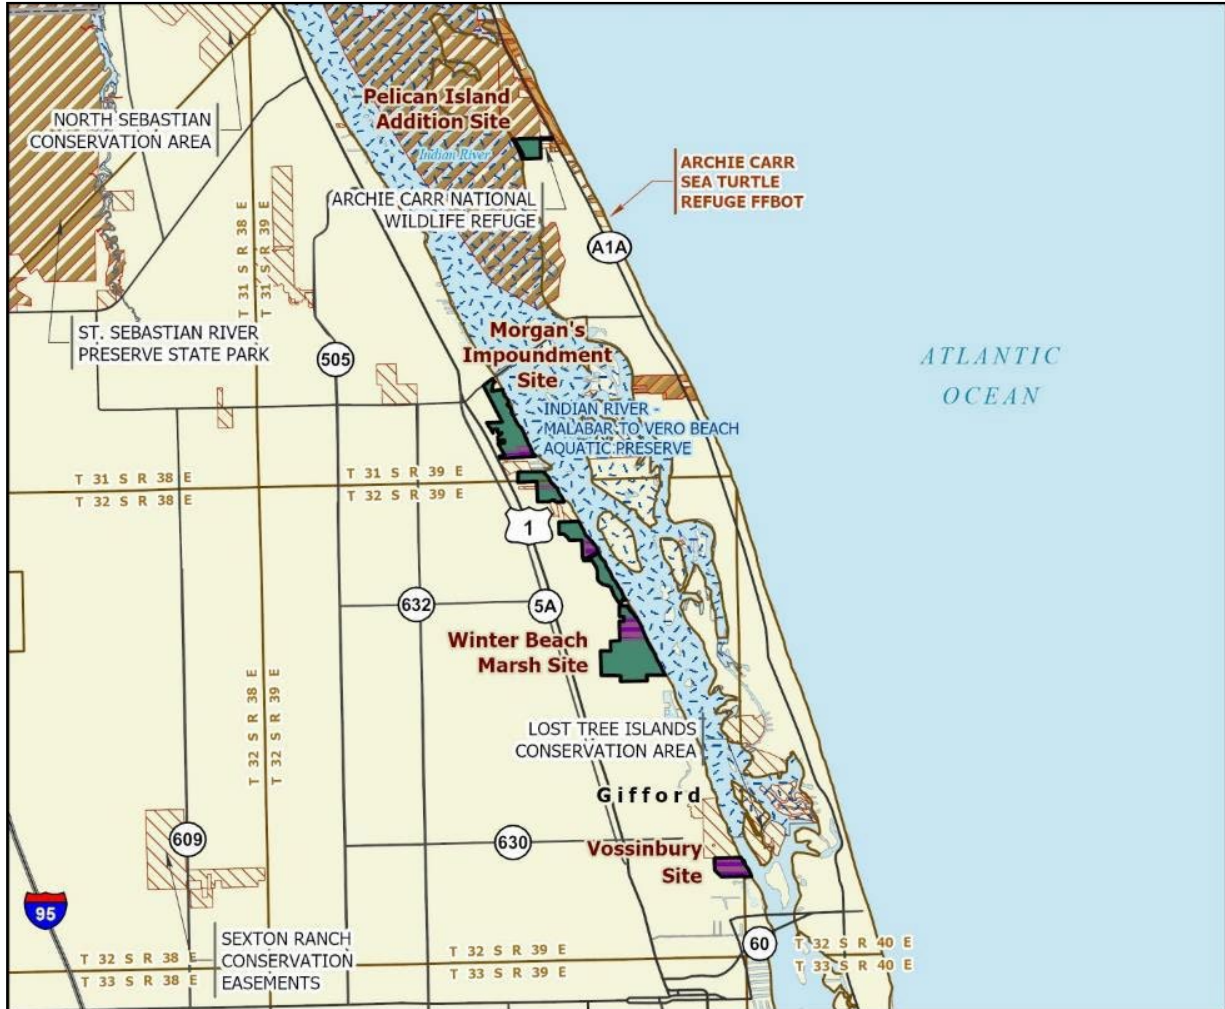 Pelican Island
Addition Site
NORTH SEBASTIAN
CONSERVATION AREA
Indian River
ARCHIE CARR
SEA TURTLE
REFUGE FFBOT
ARCHIE CARR NATIONAL
WILDLIFE REFUGE
A1A
T 31 S R 38 E
T 31 S R 39 E
ST. SEBASTIAN RIVER
PRESERVE STATE PARK
505
Morgan's
Impoundment
Site
ATLANTIC
OCEAN
INDIAN RIVER -
MALABAR TO VERO BEACH
AQUATIC PRESERVE
T 31 S R 38 E
T 32 S R 38 E
T 31 S R 39 E
T 32 S R 39 E
1
632
5A
Winter Beach
Marsh Site
T 32 S R 38 E
T 32 S R 39 E
LOST TREE ISLANDS
CONSERVATION AREA
Gifford
609
630
Vossinbury
Site
95
SEXTON RANCH
CONSERVATION
EASEMENTS
60
T 32 S R 38 E
T 33 S R 38 E
T 32 S R 39 E
T 33 S R 39 E
T 32 S R 40 E
T 33 S R 40 E